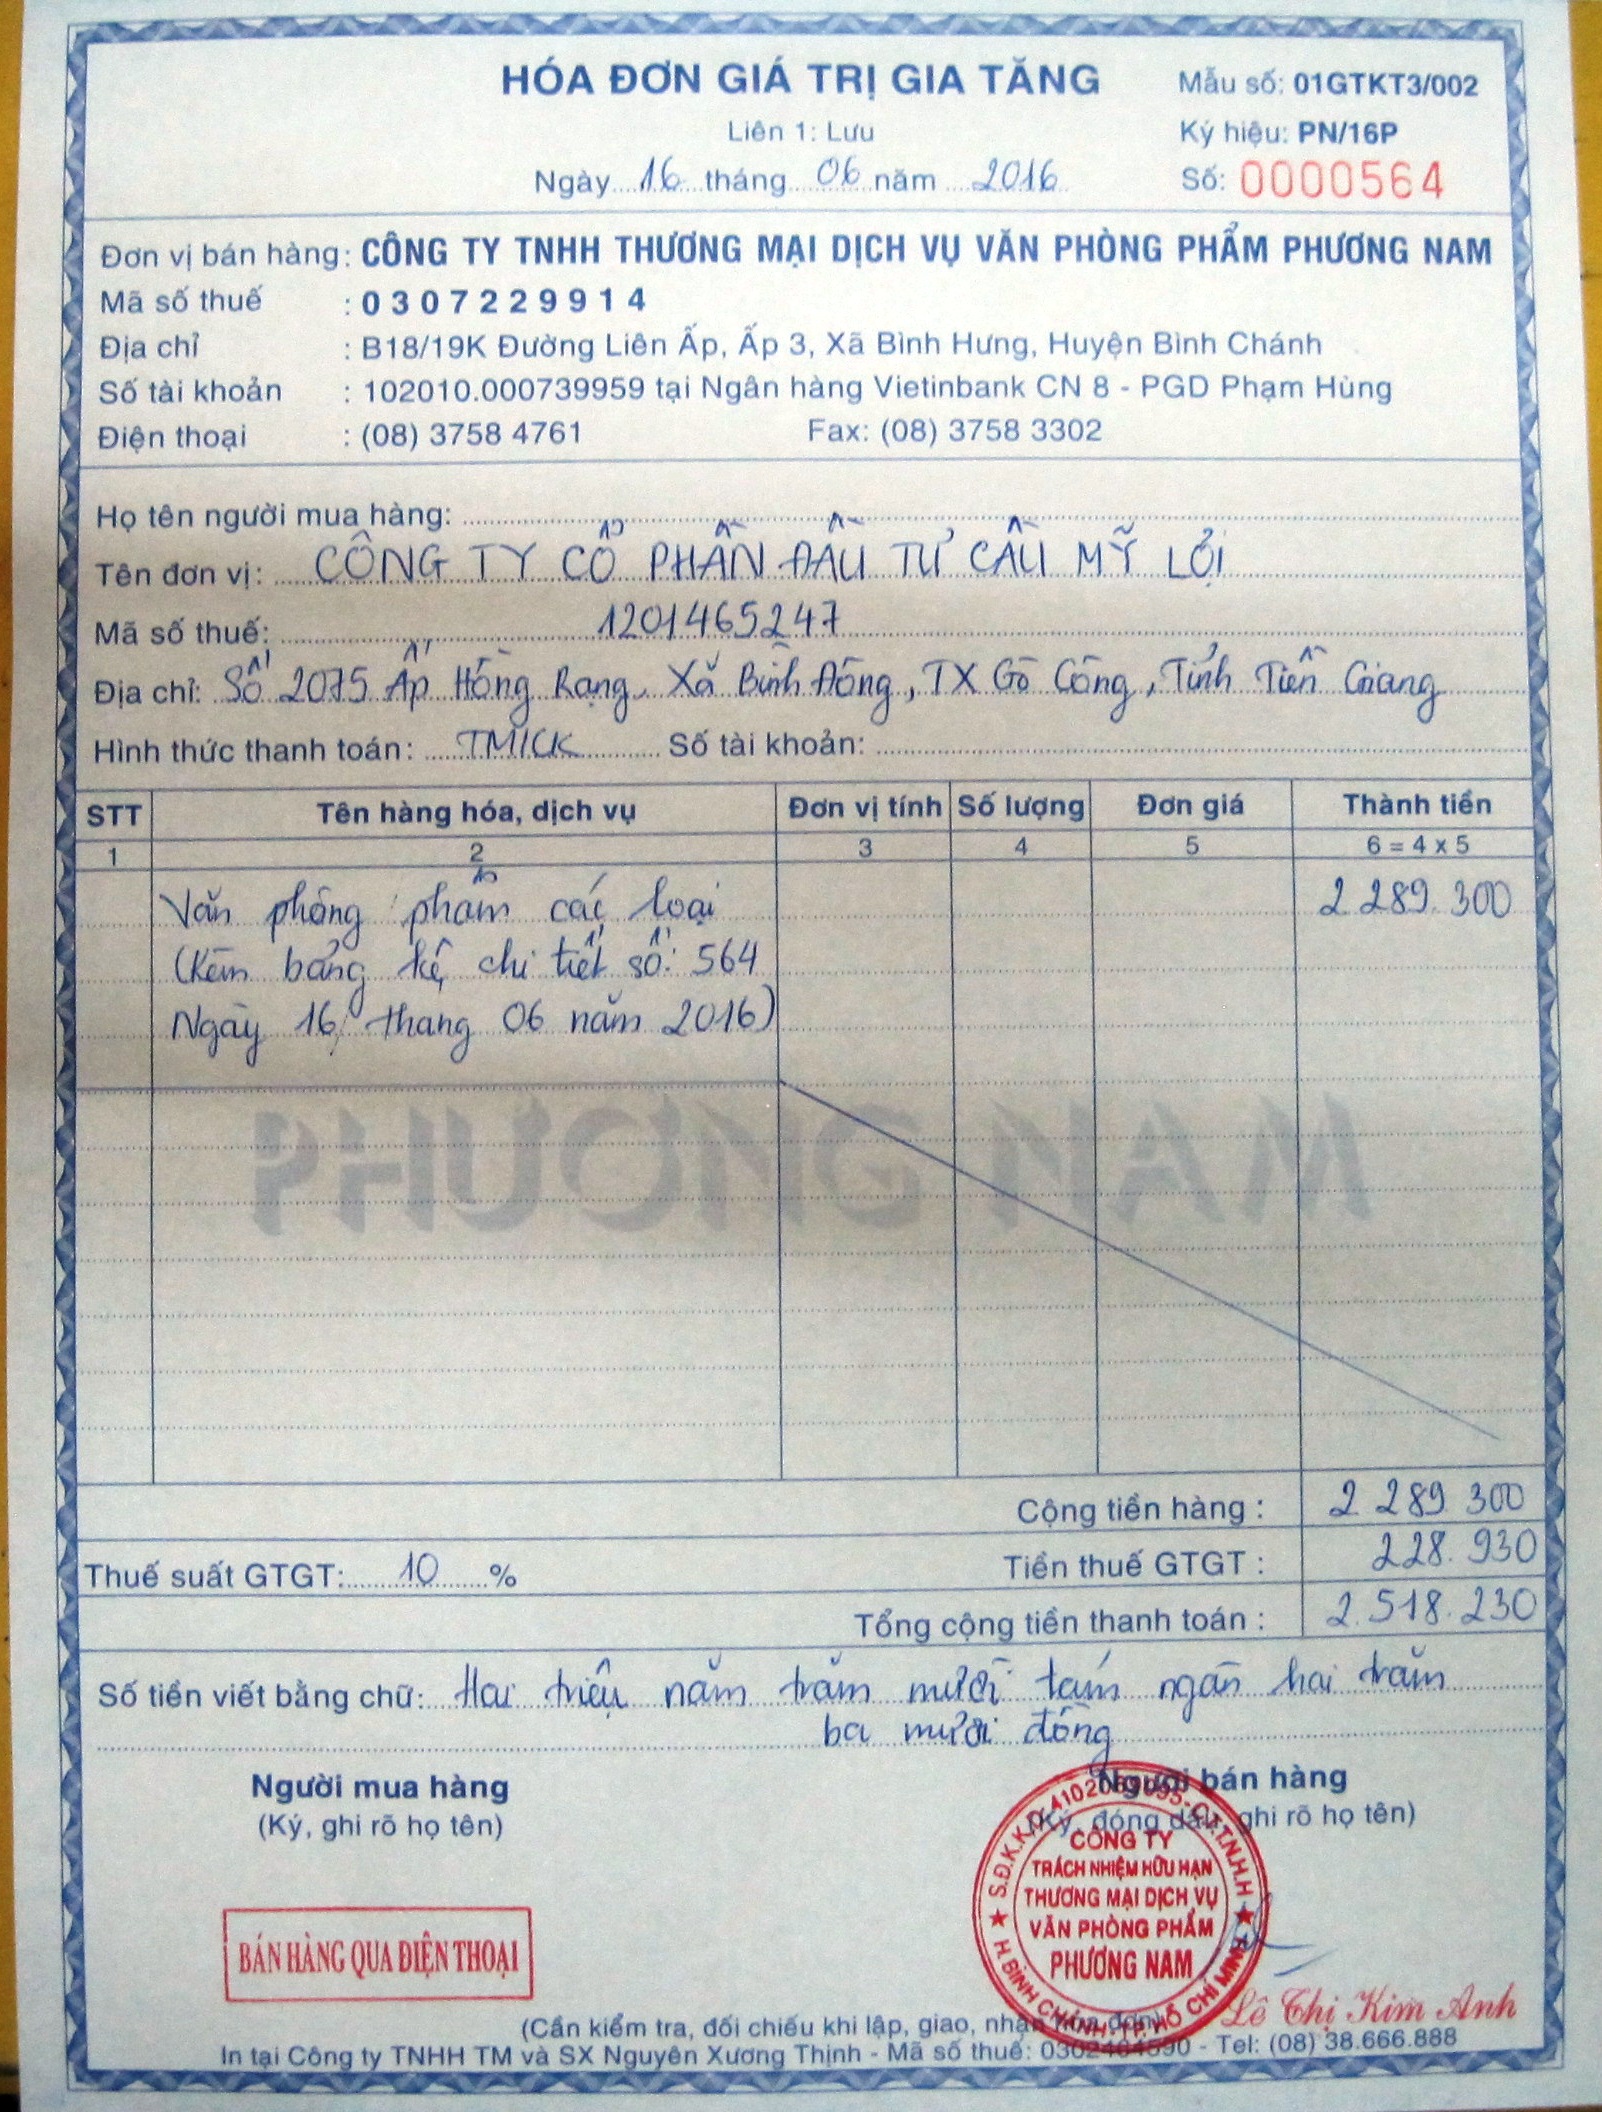 HÓA ĐƠN GIÁ TRỊ GIA TĂNG
Mẫu số: 01GTKT3/002
Liên 1: Lưu
Ký hiệu: PN/16P
Ngày 16 tháng 06 năm 2016
Số: 0000564
Đơn vị bán hàng: CÔNG TY TNHH THƯƠNG MẠI DỊCH VỤ VĂN PHÒNG PHẨM PHƯƠNG NAM
Mã số thuế : 0307229914
Địa chỉ : B18/19K Đường Liên Ấp, Ấp 3, Xã Bình Hưng, Huyện Bình Chánh
Số tài khoản : 102010.000739959 tại Ngân hàng Vietinbank CN 8 - PGD Phạm Hùng
Điện thoại : (08) 3758 4761 Fax: (08) 3758 3302
Họ tên người mua hàng:
Tên đơn vị: CÔNG TY CỔ PHẦN ĐẦU TƯ CẦU MỸ LỢI
Mã số thuế: 1201465247
Địa chỉ: Số 2075 Ấp Hồng Rạng, Xã Bình Đông, TX Gò Công, Tỉnh Tiền Giang
Hình thức thanh toán: TM/CK Số tài khoản:
STT Tên hàng hóa, dịch vụ Đơn vị tính Số lượng Đơn giá Thành tiền
1 2 3 4 5 6 = 4 x 5
Văn phòng phẩm các loại 2 289.300
(Kèm bảng kê chi tiết số: 564
Ngày 16 tháng 06 năm 2016)
PHƯƠNG NAM
Cộng tiền hàng : 2 289 300
Thuế suất GTGT: 10 % Tiền thuế GTGT : 228.930
Tổng cộng tiền thanh toán : 2.518.230
Số tiền viết bằng chữ: Hai triệu năm trăm mười tám ngàn hai trăm
ba mươi đồng
Người mua hàng Người bán hàng
(Ký, ghi rõ họ tên) (Ký, đóng dấu, ghi rõ họ tên)
CÔNG TY
TRÁCH NHIỆM HỮU HẠN
THƯƠNG MẠI DỊCH VỤ
VĂN PHÒNG PHẨM
PHƯƠNG NAM
H. BÌNH CHÁNH - TP. HỒ CHÍ MINH
BÁN HÀNG QUA ĐIỆN THOẠI
Lê Thị Kim Anh
(Cần kiểm tra, đối chiếu khi lập, giao, nhận hóa đơn)
In tại Công ty TNHH TM và SX Nguyên Xương Thịnh - Mã số thuế: - Tel: (08) 38.666.888